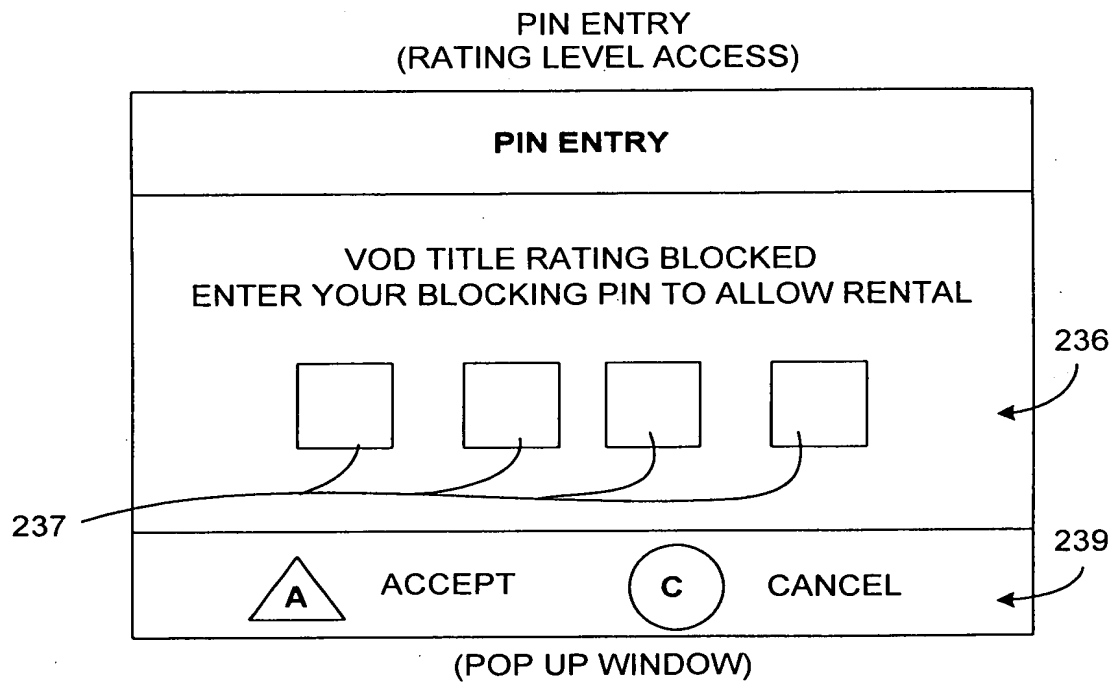 PIN ENTRY
(RATING LEVEL ACCESS)
PIN ENTRY
VOD TITLE RATING BLOCKED
ENTER YOUR BLOCKING PIN TO ALLOW RENTAL
236
237
239
A ACCEPT C CANCEL
(POP UP WINDOW)